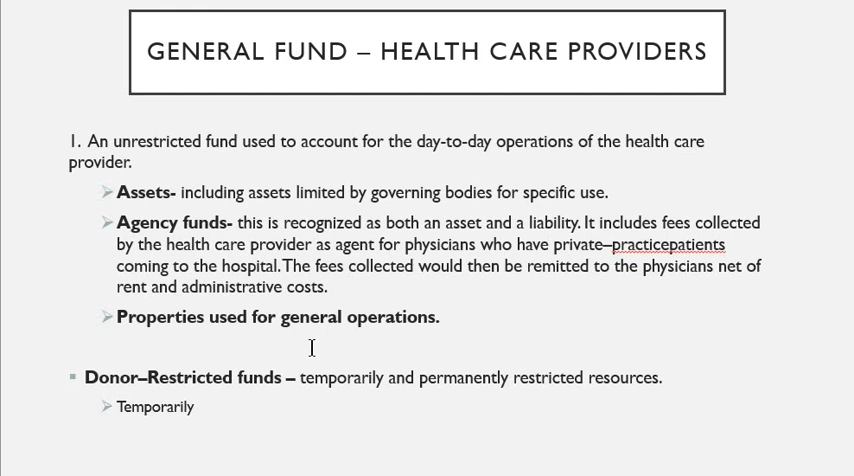 GENERAL FUND – HEALTH CARE PROVIDERS
1. An unrestricted fund used to account for the day-to-day operations of the health care
provider.
Assets- including assets limited by governing bodies for specific use.
Agency funds- this is recognized as both an asset and a liability. It includes fees collected
by the health care provider as agent for physicians who have private–practicepatients
coming to the hospital. The fees collected would then be remitted to the physicians net of
rent and administrative costs.
Properties used for general operations.
Donor–Restricted funds – temporarily and permanently restricted resources.
Temporarily